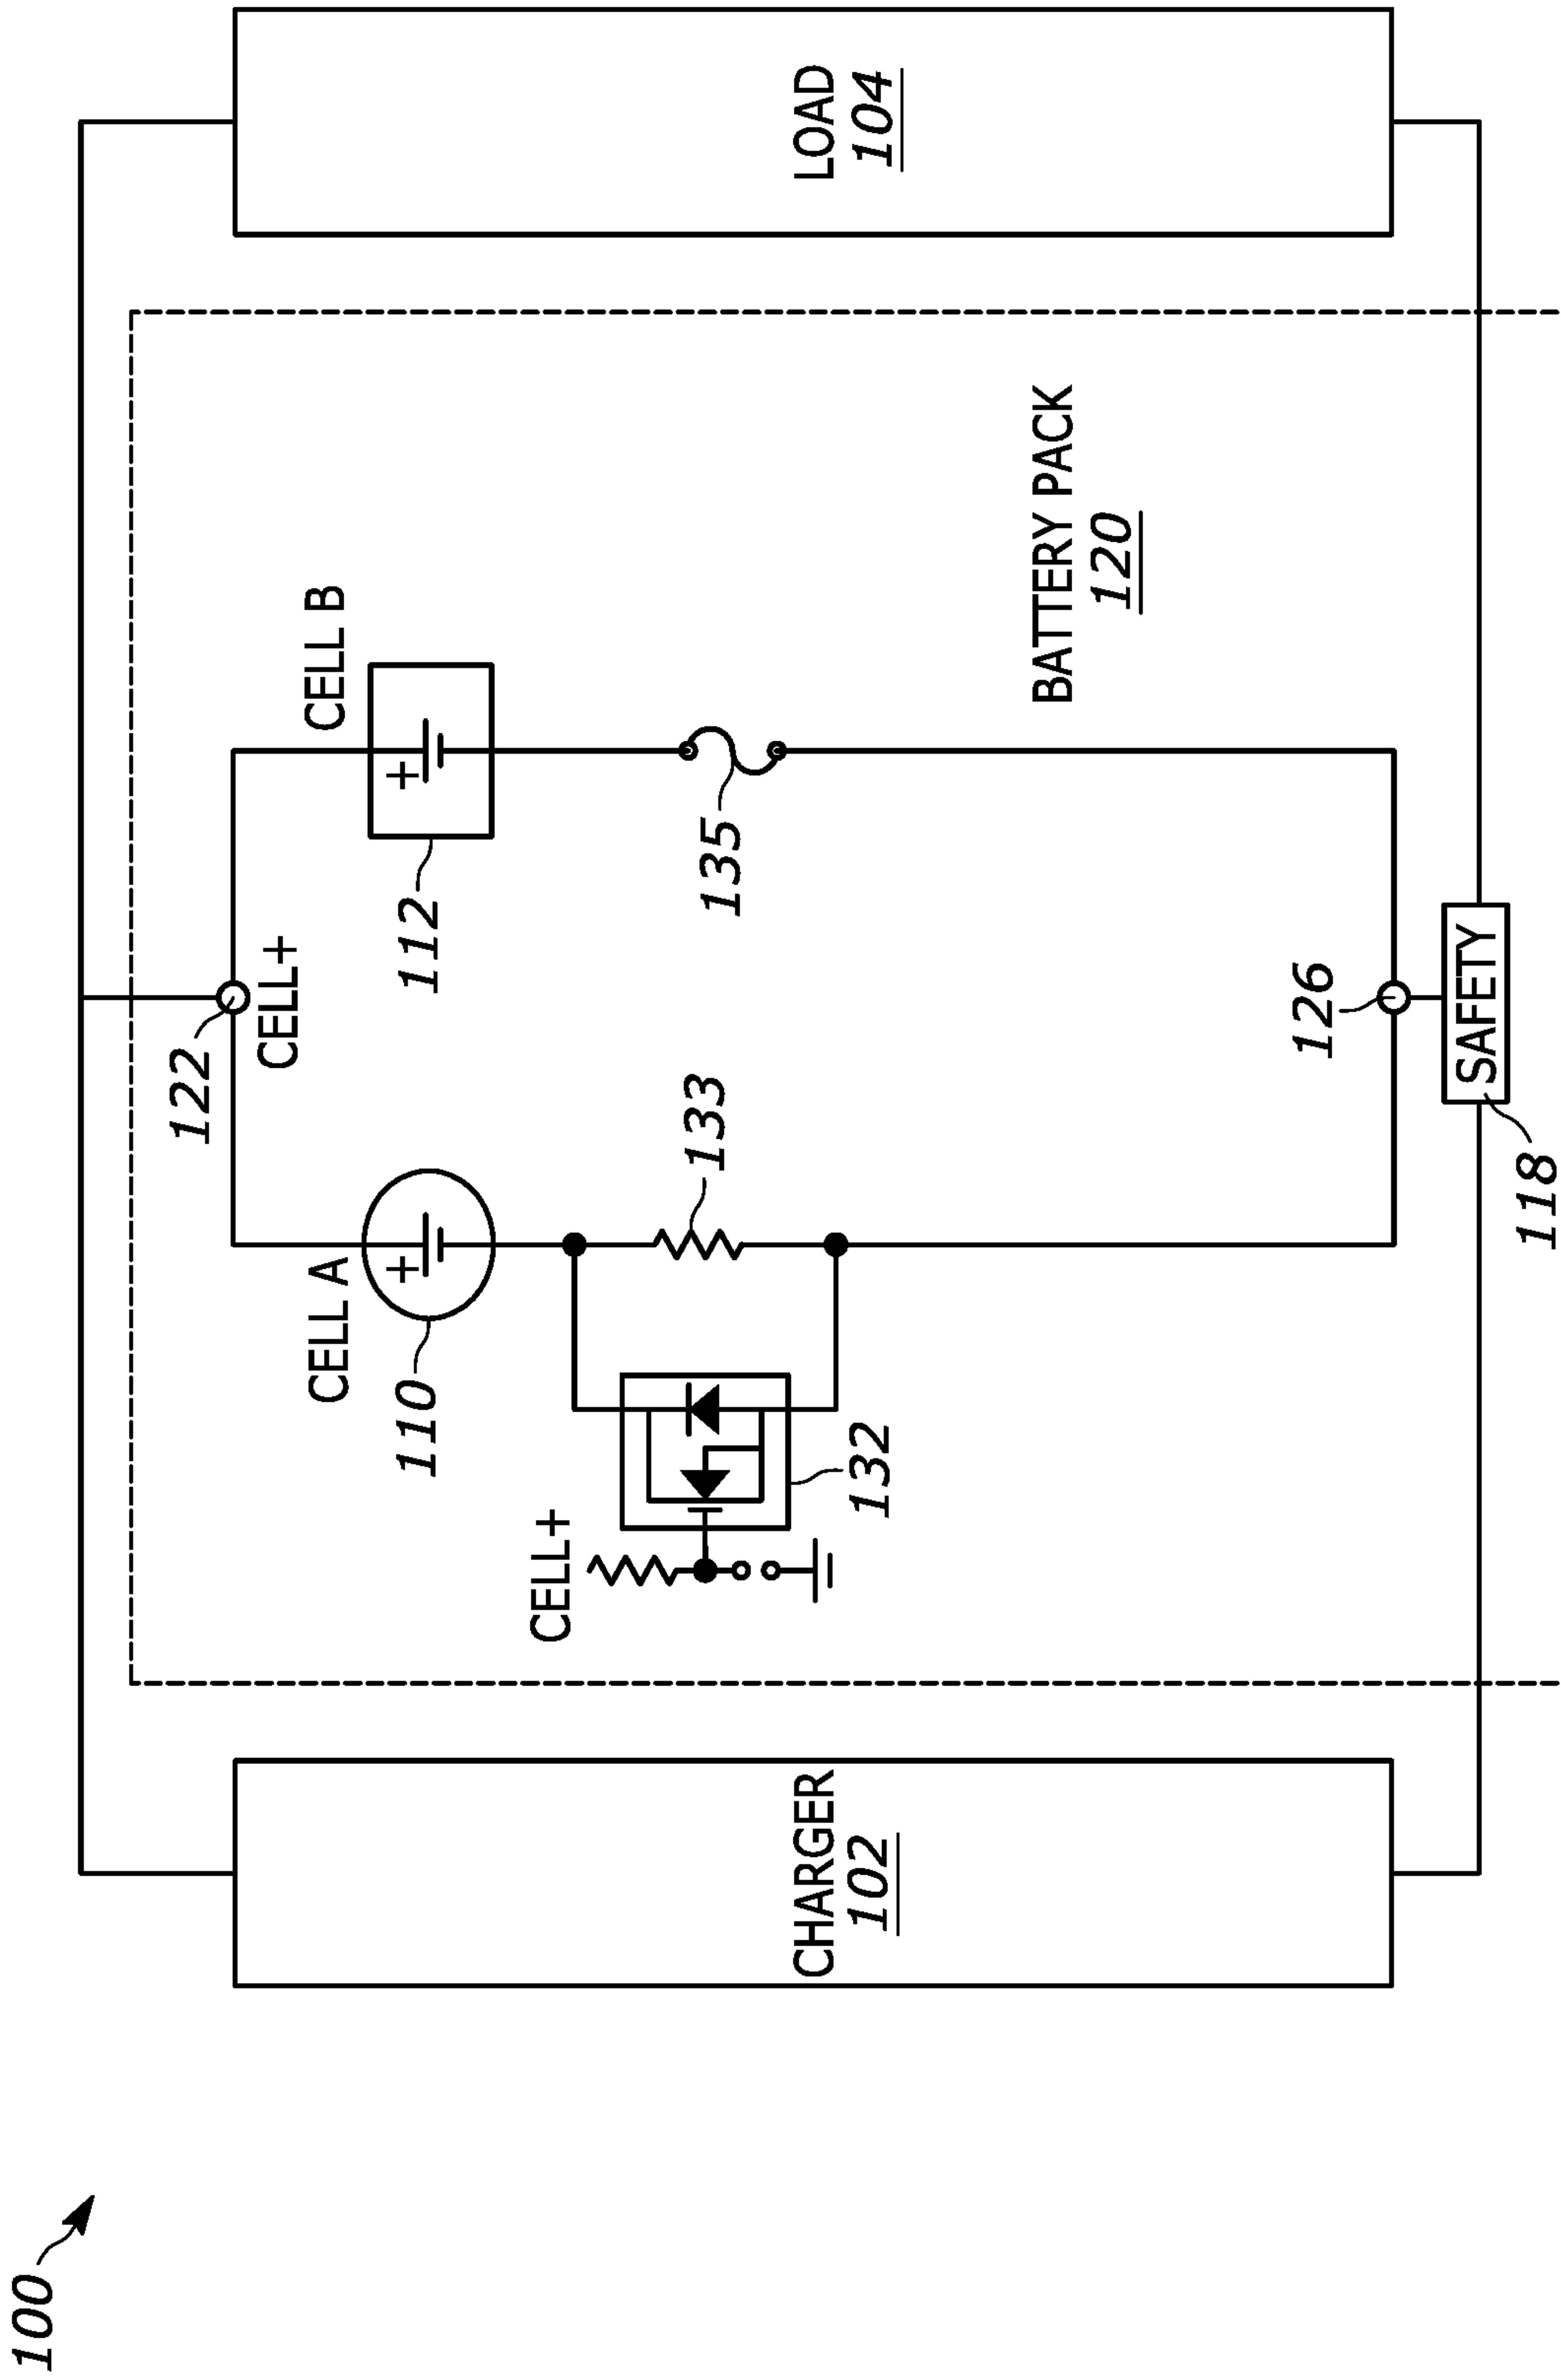 100
CHARGER
102
CELL+
132
CELL A
110
133
122
CELL+
CELL B
112
135
126
SAFETY
118
BATTERY PACK
120
LOAD
104
+
+